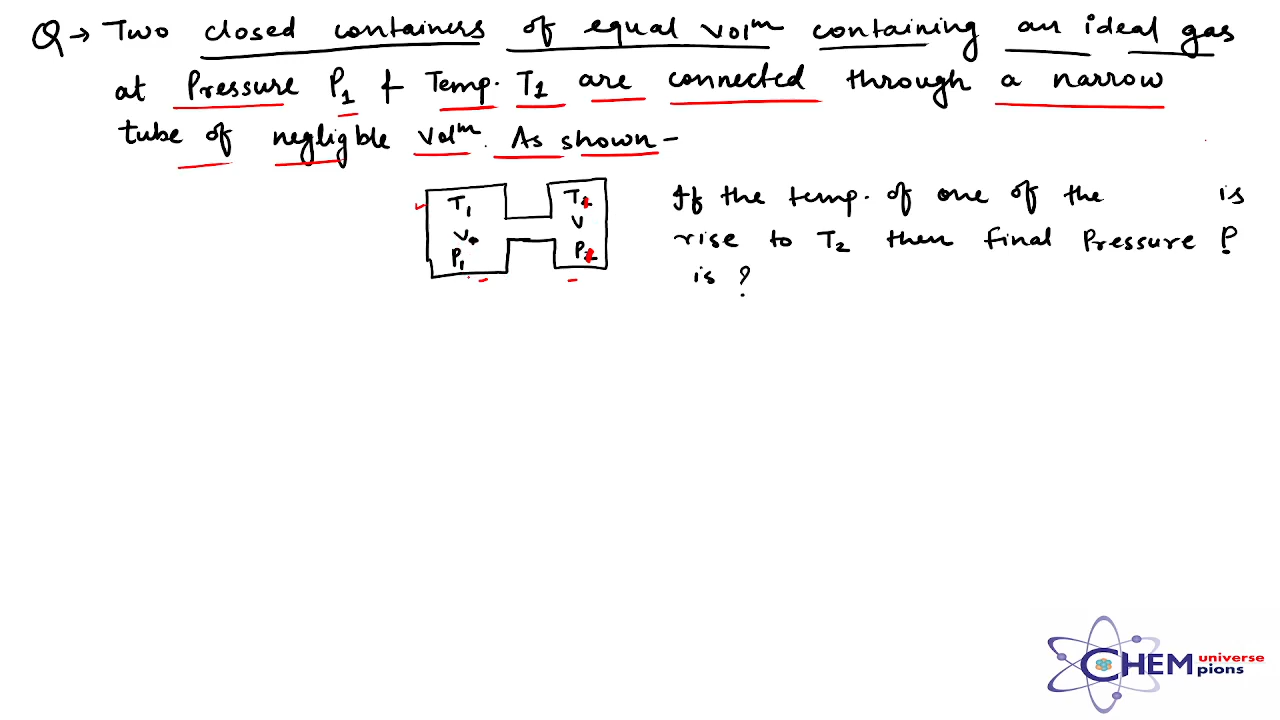 Q → Two closed containers of equal volᵐ containing an ideal gas
at Pressure P₁ & Temp. T₁ are connected through a narrow
tube of negligble volᵐ. As shown –
T₁
V
P₁
T₁
V
P₁
If the temp. of one of the is
rise to T₂ then final Pressure P
is ?
CHEM universe
pions